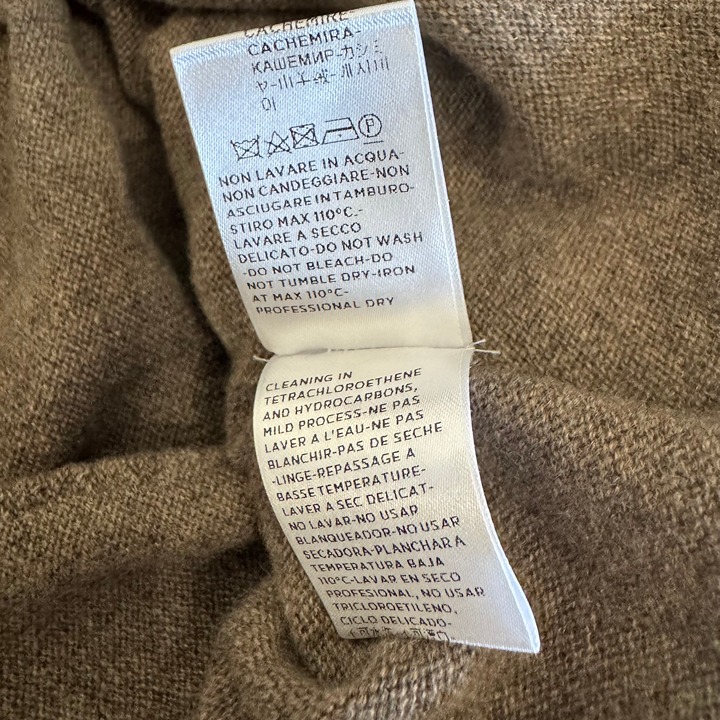 CACHEMIRE-
CACHEMIRA-
КАШЕМИР-カシミ
P
NON LAVARE IN ACQUA-
NON CANDEGGIARE-NON
ASCIUGARE IN TAMBURO-
STIRO MAX 110°C.-
LAVARE A SECCO
DELICATO-DO NOT WASH
-DO NOT BLEACH-DO
NOT TUMBLE DRY-IRON
AT MAX 110°C-
PROFESSIONAL DRY
CLEANING IN
TETRACHLOROETHENE
AND HYDROCARBONS,
MILD PROCESS-NE PAS
LAVER A L'EAU-NE PAS
BLANCHIR-PAS DE SECHE
-LINGE-REPASSAGE A
BASSE TEMPERATURE-
LAVER A SEC DELICAT-
NO LAVAR-NO USAR
BLANQUEADOR-NO USAR
SECADORA-PLANCHAR A
TEMPERATURA BAJA
110°C-LAVAR EN SECO
PROFESIONAL, NO USAR
TRICLOROETILENO,
CICLO DELICADO-